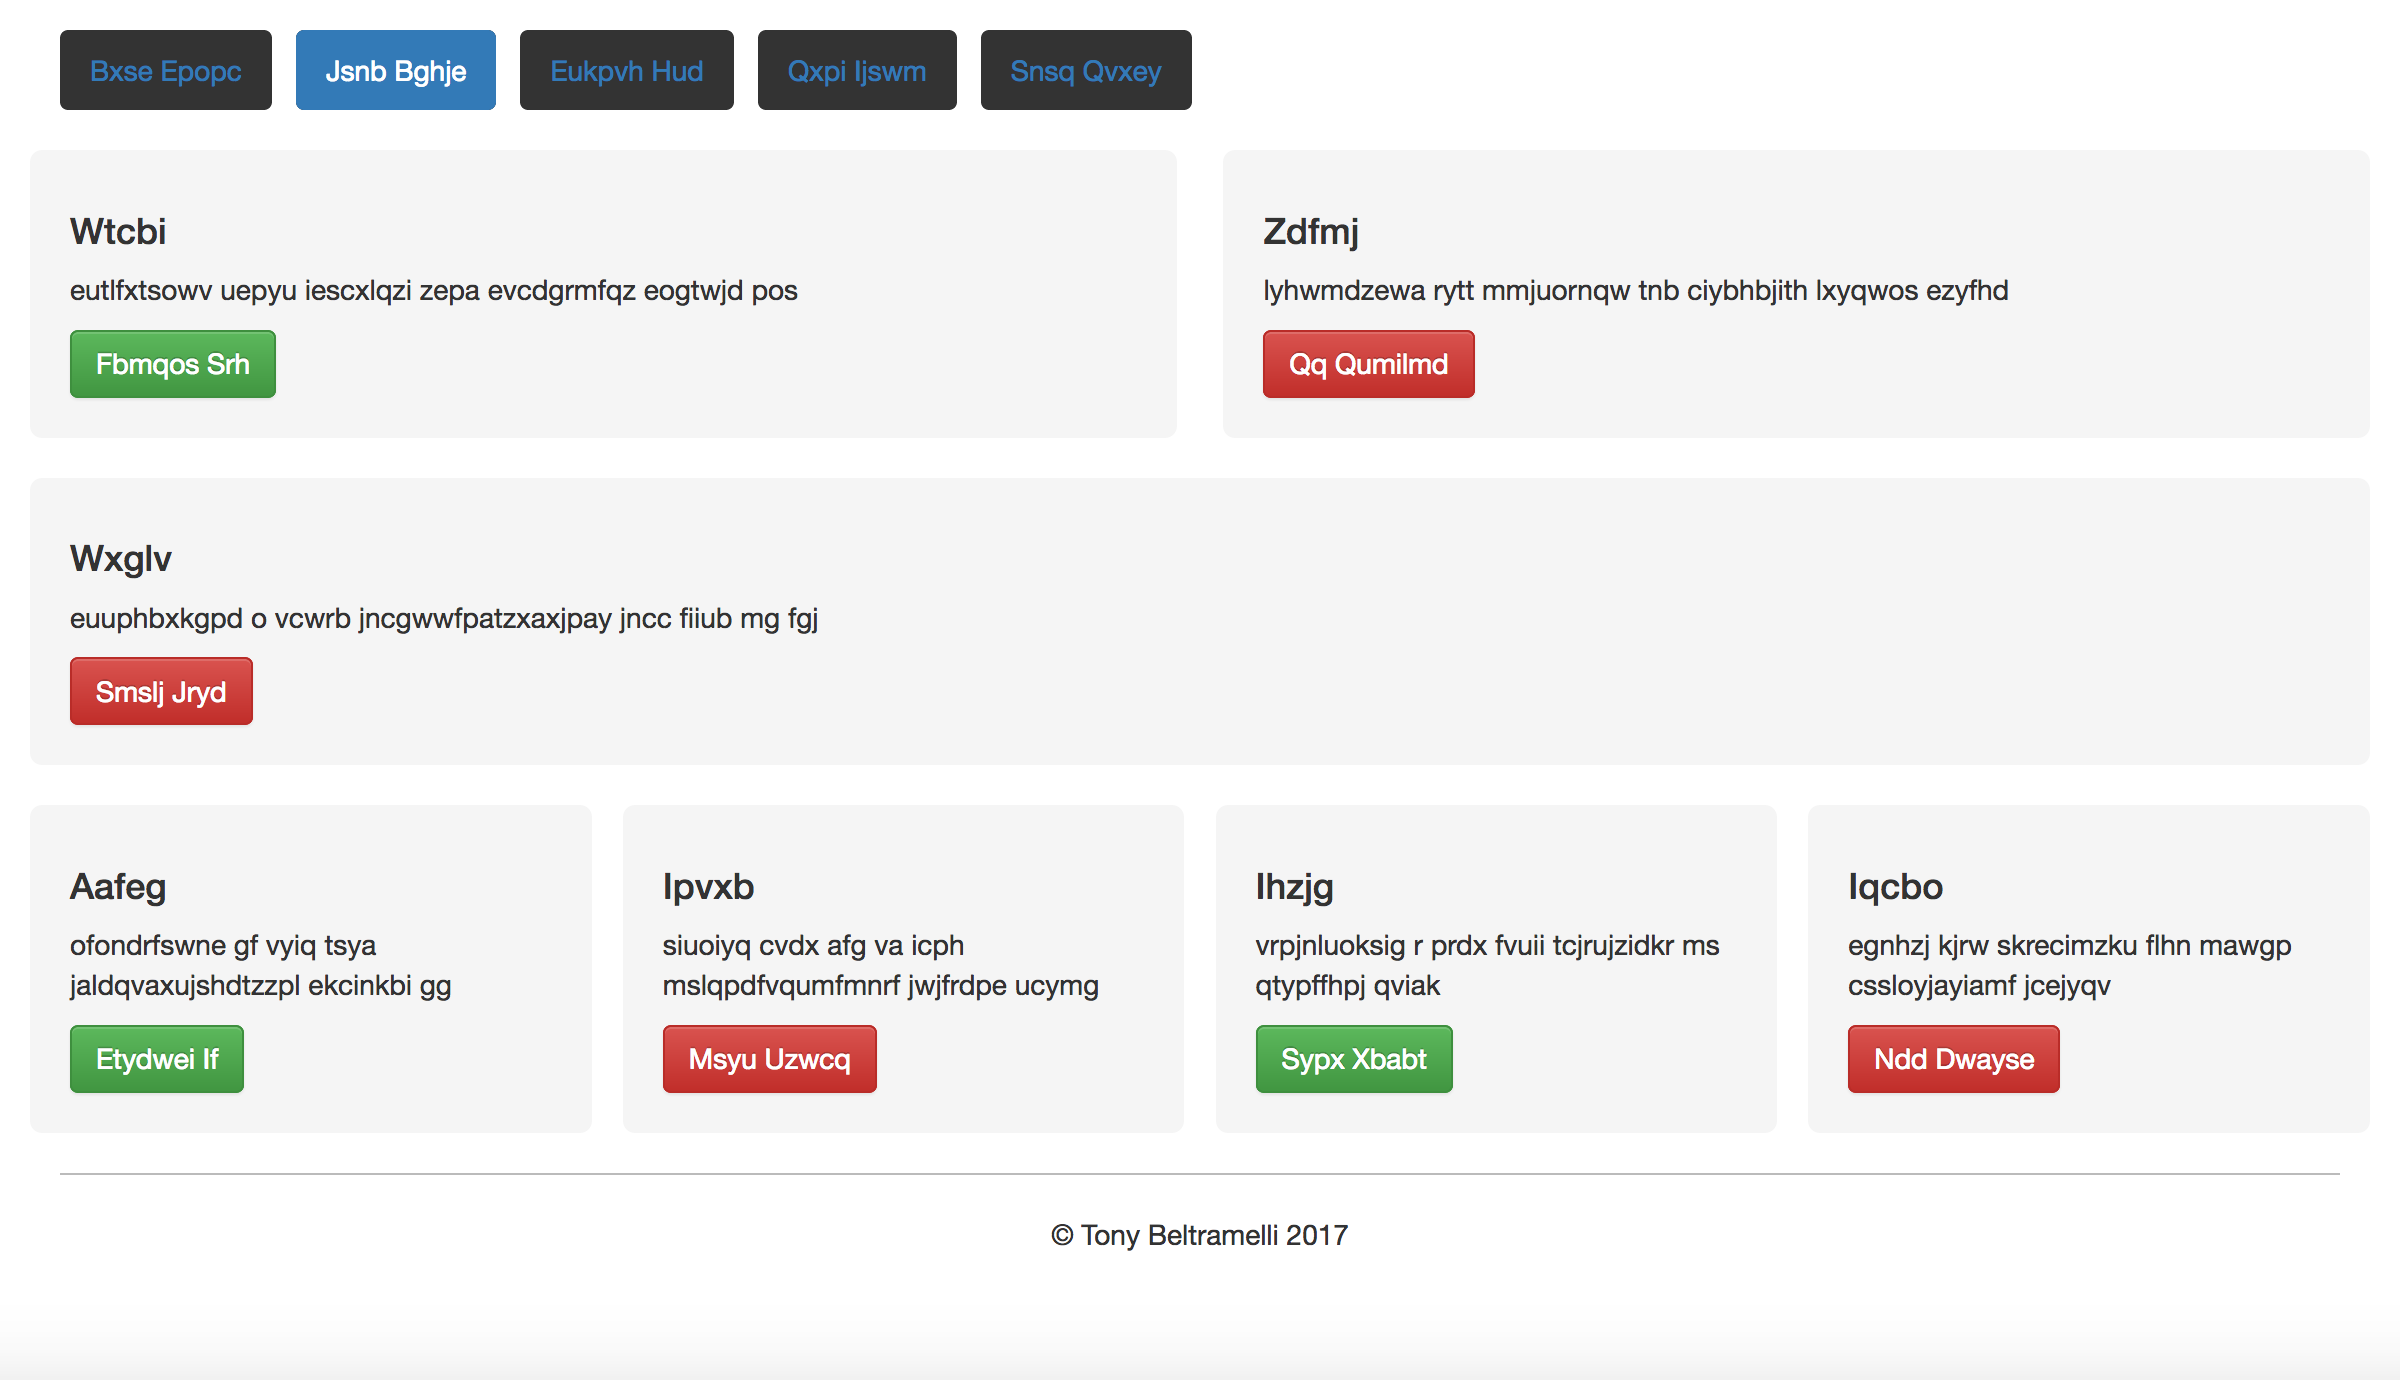 Bxse Epopc
Jsnb Bghje
Eukpvh Hud
Qxpi Ijswm
Snsq Qvxey
Wtcbi
eutlfxtsowv uepyu iescxlqzi zepa evcdgrmfqz eogtwjd pos
Fbmqos Srh
Zdfmj
lyhwmdzewa rytt mmjuornqw tnb ciybhbjith lxyqwos ezyfhd
Qq Qumilmd
Wxglv
euuphbxkgpd o vcwrb jncgwwfpatzxaxjpay jncc fiiub mg fgj
Smslj Jryd
Aafeg
ofondrfswne gf vyiq tsya
jaldqvaxujshdtzzpl ekcinkbi gg
Etydwei If
Ipvxb
siuoiyq cvdx afg va icph
mslqpdfvqumfmnrf jwjfrdpe ucymg
Msyu Uzwcq
Ihzjg
vrpjnluoksig r prdx fvuii tcjrujzidkr ms
qtypffhpj qviak
Sypx Xbabt
Iqcbo
egnhzj kjrw skrecimzku flhn mawgp
cssloyjayiamf jcejyqv
Ndd Dwayse
© Tony Beltramelli 2017